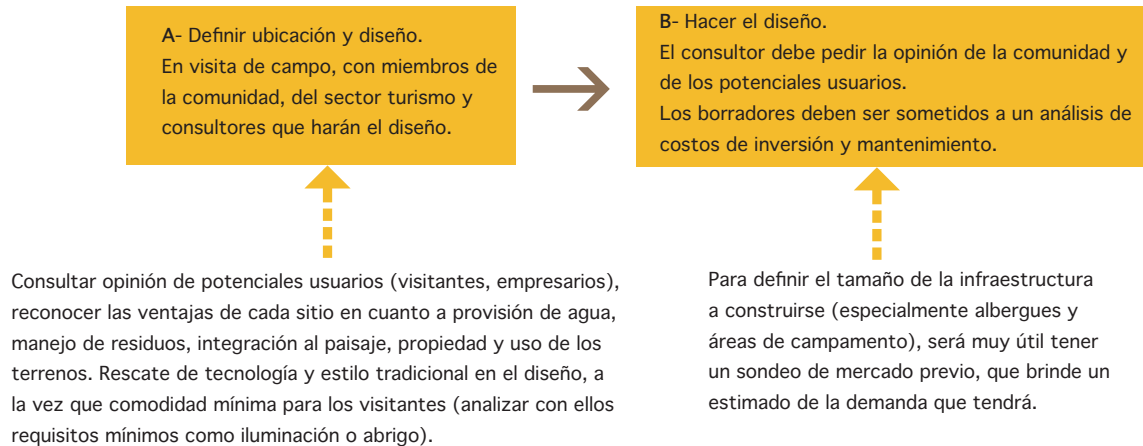 A- Definir ubicación y diseño.
En visita de campo, con miembros de
la comunidad, del sector turismo y
consultores que harán el diseño.
B- Hacer el diseño.
El consultor debe pedir la opinión de la comunidad y
de los potenciales usuarios.
Los borradores deben ser sometidos a un análisis de
costos de inversión y mantenimiento.
Consultar opinión de potenciales usuarios (visitantes, empresarios),
reconocer las ventajas de cada sitio en cuanto a provisión de agua,
manejo de residuos, integración al paisaje, propiedad y uso de los
terrenos. Rescate de tecnología y estilo tradicional en el diseño, a
la vez que comodidad mínima para los visitantes (analizar con ellos
requisitos mínimos como iluminación o abrigo).
Para definir el tamaño de la infraestructura
a construirse (especialmente albergues y
áreas de campamento), será muy útil tener
un sondeo de mercado previo, que brinde un
estimado de la demanda que tendrá.